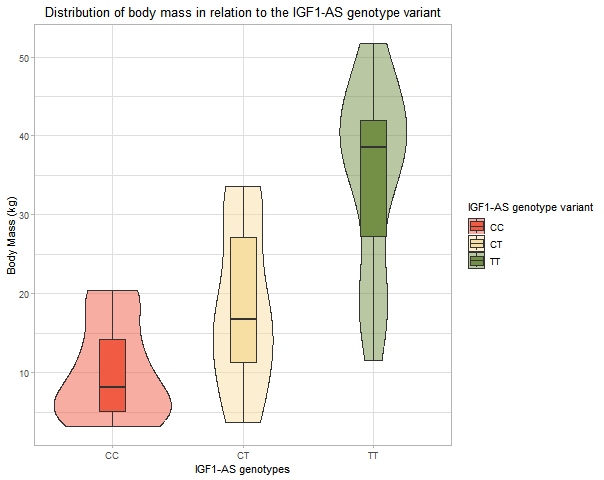 Distribution of body mass in relation to the IGF1-AS genotype variant
50
40
30
20
10
Body Mass (kg)
CC
CT
TT
IGF1-AS genotypes
IGF1-AS genotype variant
CC
CT
TT